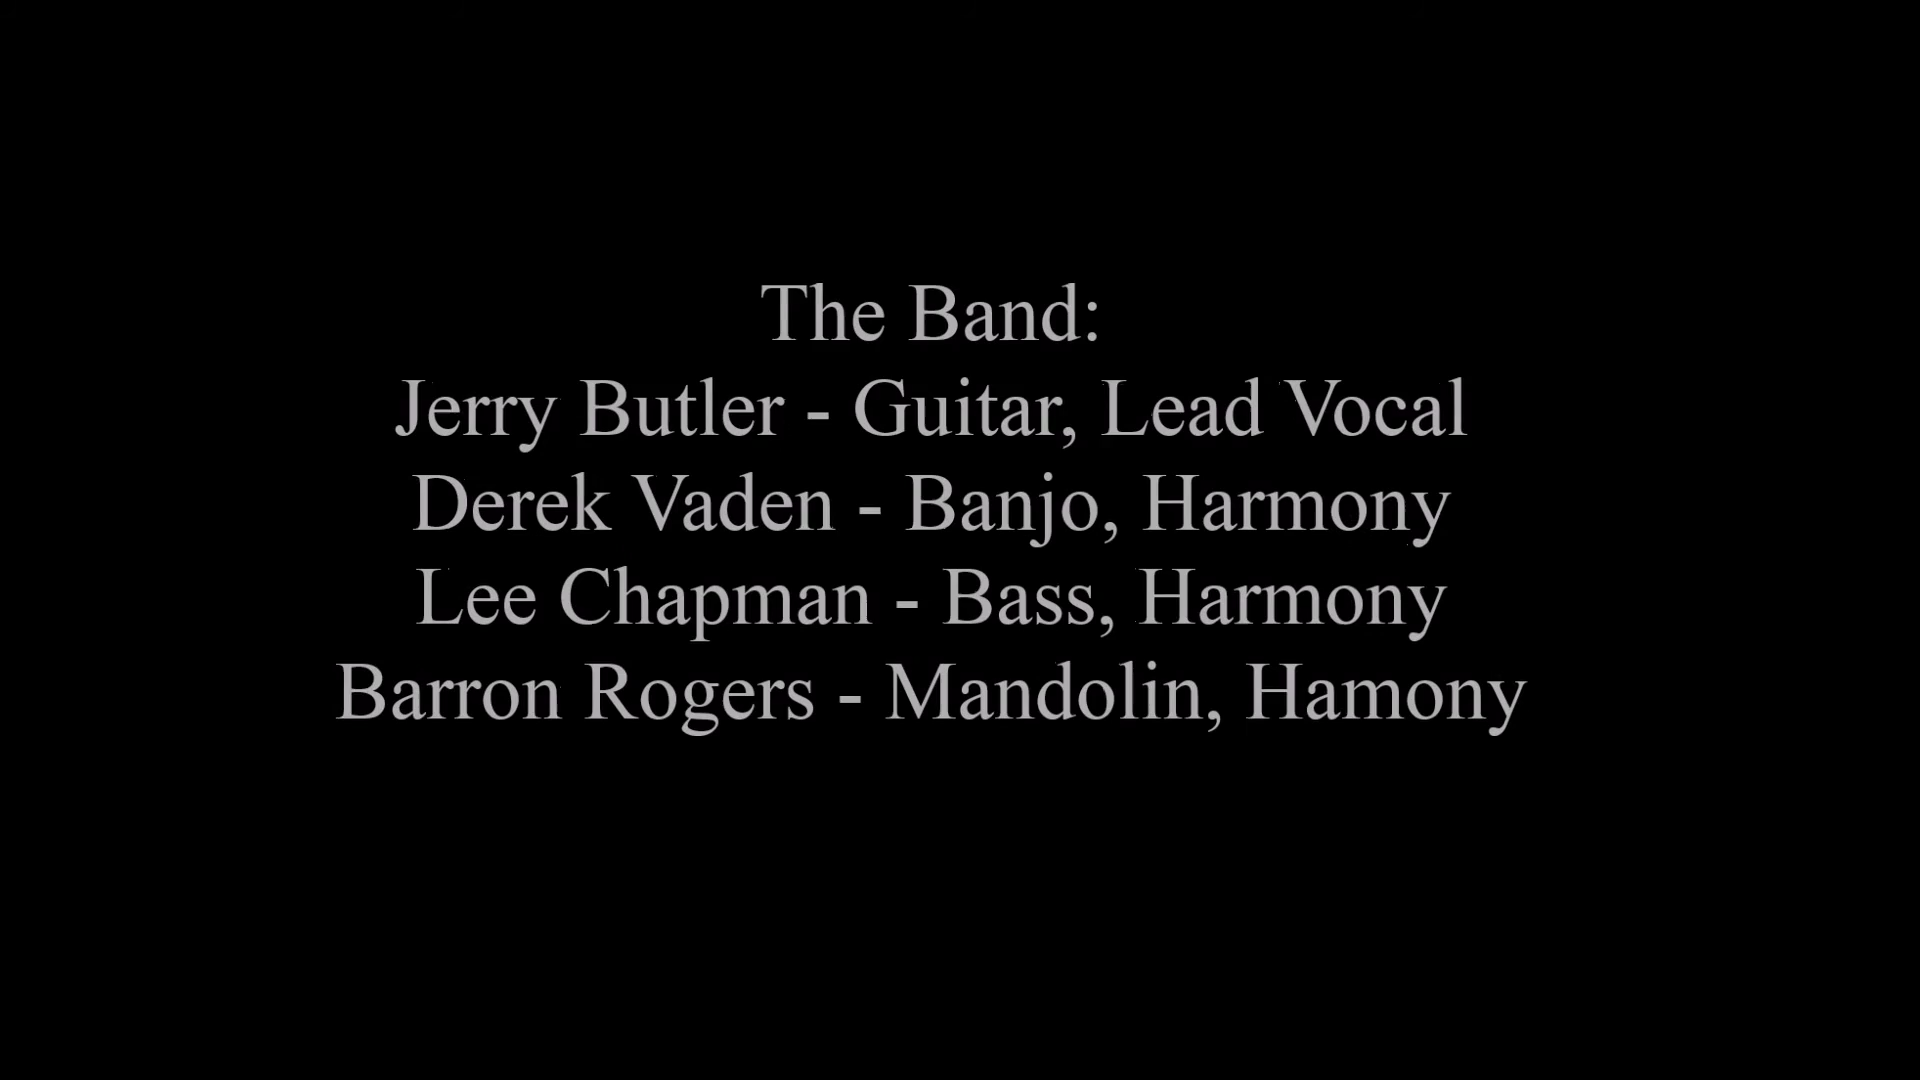 The Band:
Jerry Butler - Guitar, Lead Vocal
Derek Vaden - Banjo, Harmony
Lee Chapman - Bass, Harmony
Barron Rogers - Mandolin, Hamony